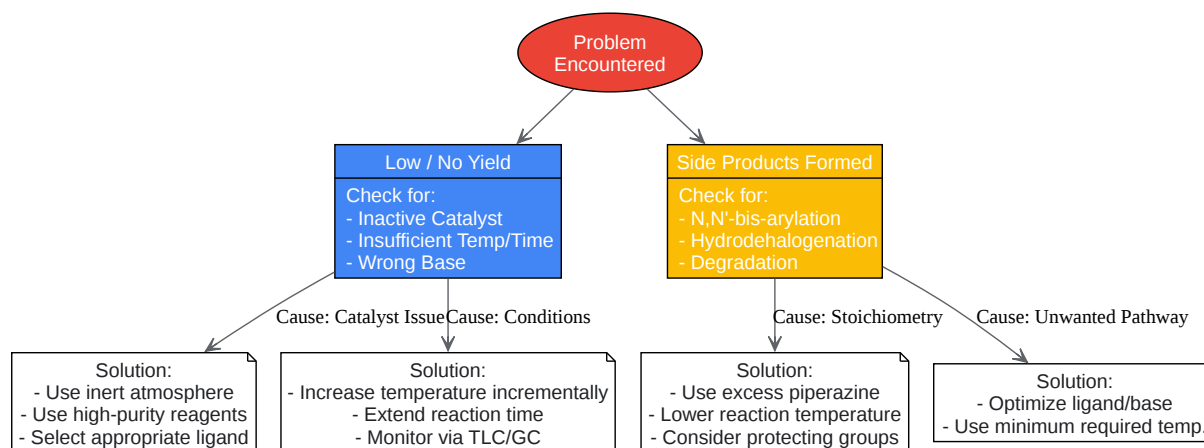 Problem
Encountered
Low / No Yield
Check for:
- Inactive Catalyst
- Insufficient Temp/Time
- Wrong Base
Side Products Formed
Check for:
- N,N'-bis-arylation
- Hydrodehalogenation
- Degradation
Cause: Catalyst Issue
Cause: Conditions
Cause: Stoichiometry
Cause: Unwanted Pathway
Solution:
- Use inert atmosphere
- Use high-purity reagents
- Select appropriate ligand
Solution:
- Increase temperature incrementally
- Extend reaction time
- Monitor via TLC/GC
Solution:
- Use excess piperazine
- Lower reaction temperature
- Consider protecting groups
Solution:
- Optimize ligand/base
- Use minimum required temp.